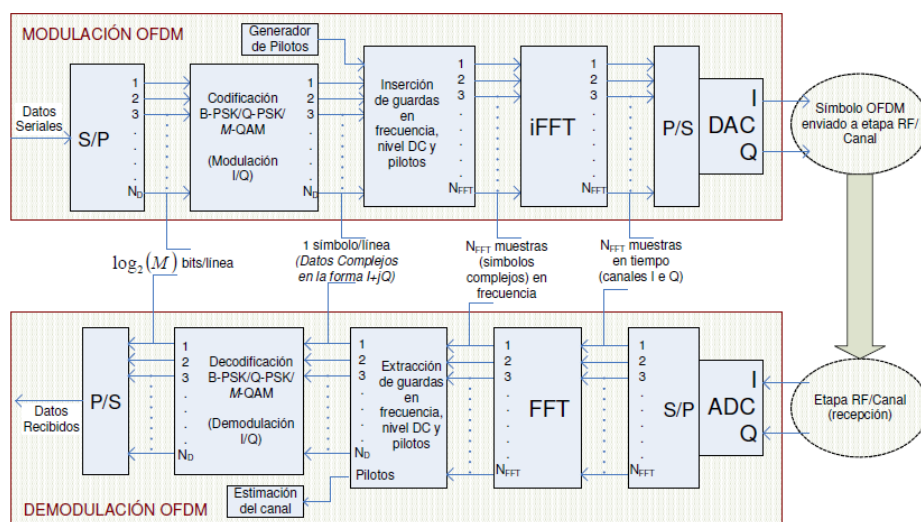 MODULACIÓN OFDM
Generador
de Pilotos
Datos
Seriales
S/P
1
2
3
N_D
Codificación
B-PSK/Q-PSK/
M-QAM
(Modulación
I/Q)
1
2
3
N_D
Inserción
de guardas
en
frecuencia,
nivel DC y
pilotos
1
2
3
N_FFT
iFFT
1
2
3
N_FFT
P/S
I
DAC
Q
Símbolo OFDM
enviado a etapa RF/
Canal
log₂(M) bits/línea
1 símbolo/línea
(Datos Complejos
en la forma I+jQ)
N_FFT muestras
(símbolos
complejos) en
frecuencia
N_FFT muestras
en tiempo
(canales I e Q)
Datos
Recibidos
P/S
1
2
3
N_D
Decodificación
B-PSK/Q-PSK/
M-QAM
(Demodulación
I/Q)
1
2
3
N_D
Extracción
de guardas
en
frecuencia,
nivel DC y
pilotos
Pilotos
Estimación
del canal
1
2
3
N_FFT
FFT
1
2
3
N_FFT
S/P
I
ADC
Q
Etapa RF/Canal
(recepción)
DEMODULACIÓN OFDM